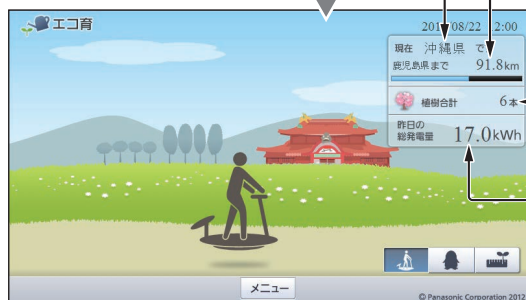 エコ育
2012/08/22 12:00
現在 沖縄県 で
鹿児島県まで 91.8km
植樹合計 6本
昨日の
総発電量 17.0kWh
メニュー
© Panasonic Corporation 2012